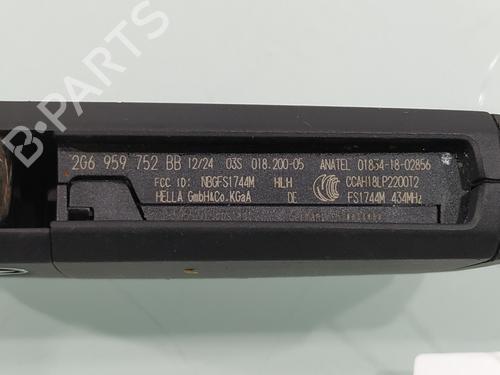 2G6 959 752 BB 12/24 03S 018.200-05 ANATEL 01834-18-02856
FCC ID: NBGFS1744M HLH CCAH18LP2200T2
HELLA GmbH&Co.KGaA DE FS1744M 434MHz